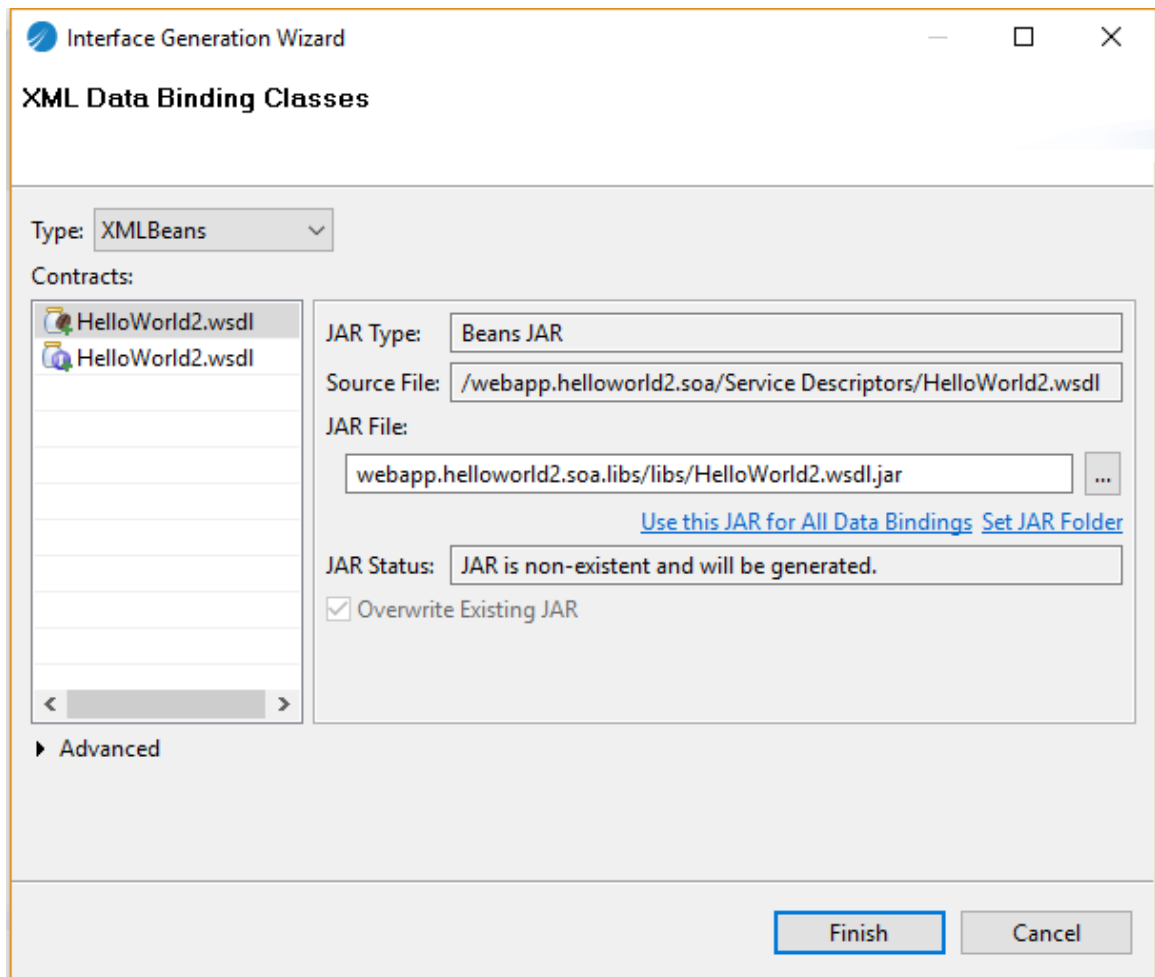 Interface Generation Wizard
XML Data Binding Classes
Type: XMLBeans
Contracts:
HelloWorld2.wsdl
HelloWorld2.wsdl
JAR Type: Beans JAR
Source File: /webapp.helloworld2.soa/Service Descriptors/HelloWorld2.wsdl
JAR File:
webapp.helloworld2.soa.libs/libs/HelloWorld2.wsdl.jar ...
Use this JAR for All Data Bindings Set JAR Folder
JAR Status: JAR is non-existent and will be generated.
Overwrite Existing JAR
Advanced
Finish Cancel